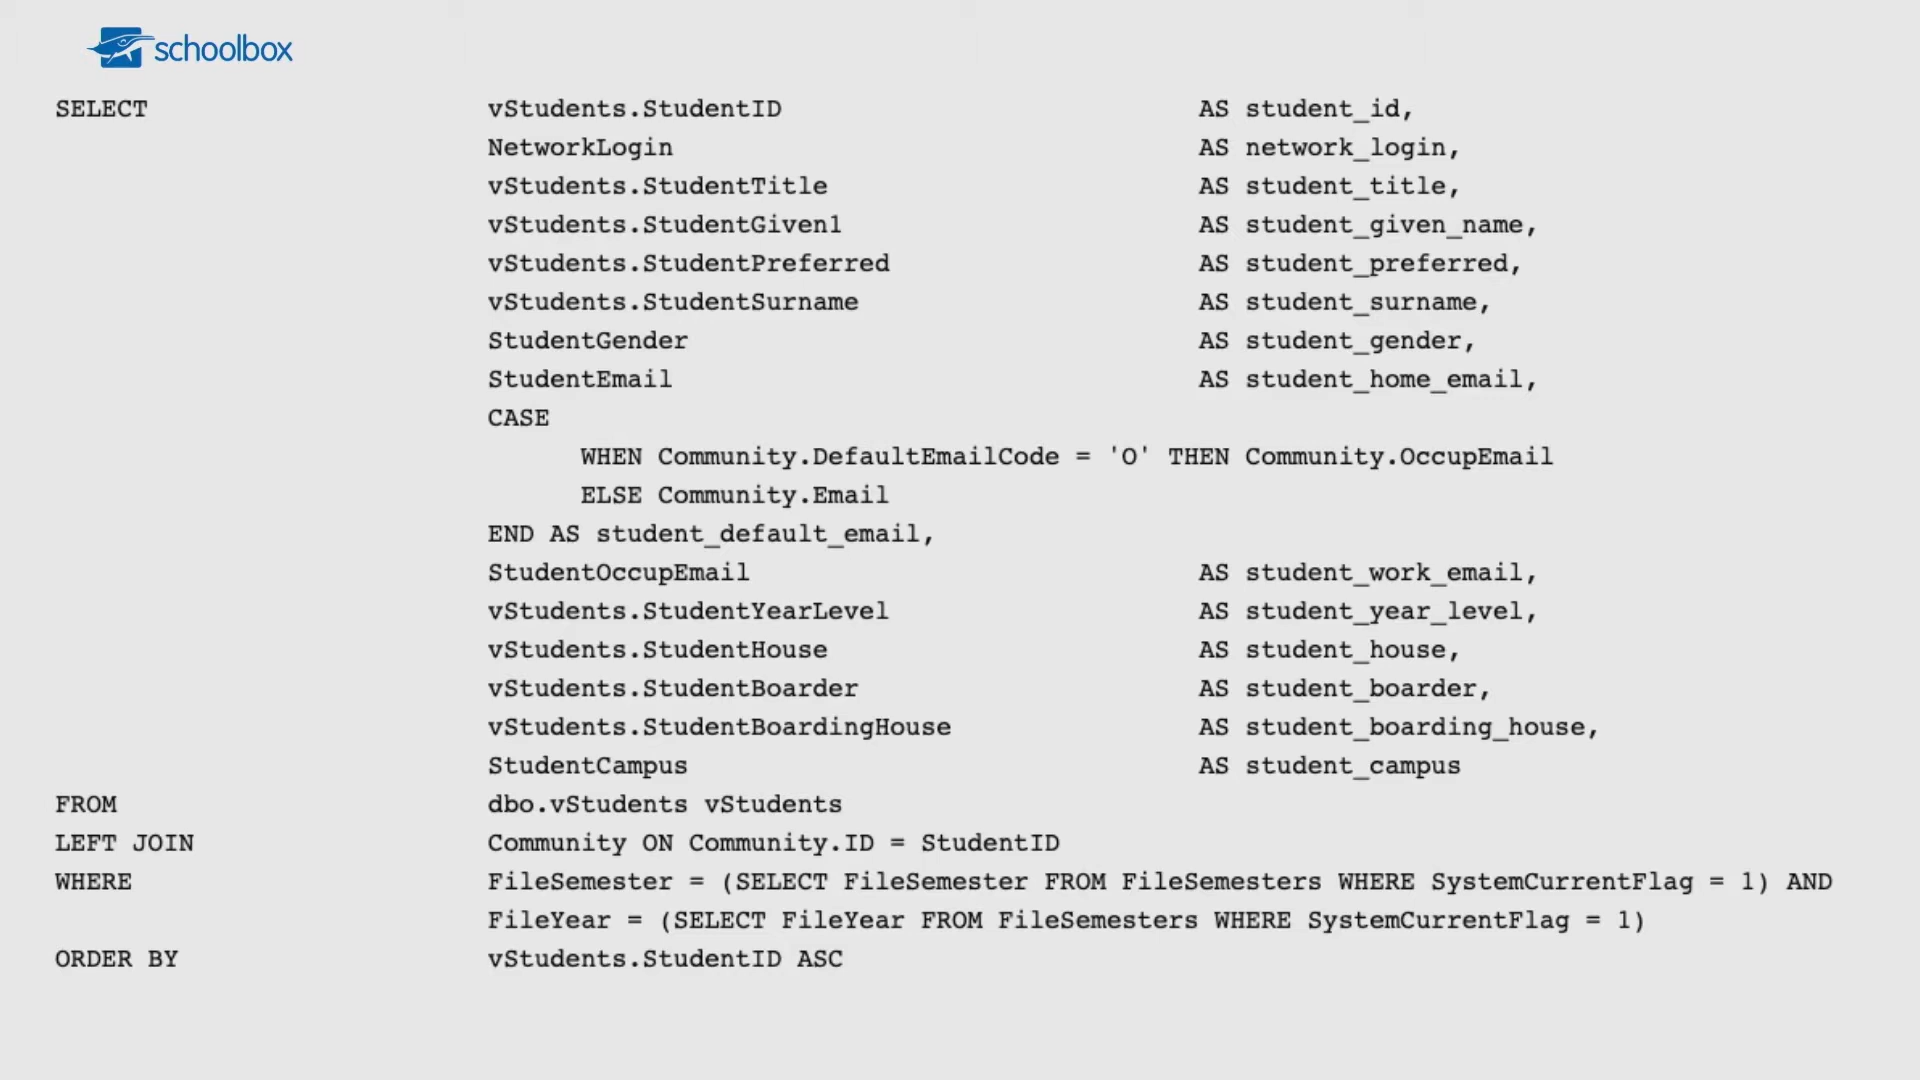 schoolbox
SELECT vStudents.StudentID AS student_id,
NetworkLogin AS network_login,
vStudents.StudentTitle AS student_title,
vStudents.StudentGiven1 AS student_given_name,
vStudents.StudentPreferred AS student_preferred,
vStudents.StudentSurname AS student_surname,
StudentGender AS student_gender,
StudentEmail AS student_home_email,
CASE
WHEN Community.DefaultEmailCode = 'O' THEN Community.OccupEmail
ELSE Community.Email
END AS student_default_email,
StudentOccupEmail AS student_work_email,
vStudents.StudentYearLevel AS student_year_level,
vStudents.StudentHouse AS student_house,
vStudents.StudentBoarder AS student_boarder,
vStudents.StudentBoardingHouse AS student_boarding_house,
StudentCampus AS student_campus
FROM dbo.vStudents vStudents
LEFT JOIN Community ON Community.ID = StudentID
WHERE FileSemester = (SELECT FileSemester FROM FileSemesters WHERE SystemCurrentFlag = 1) AND
FileYear = (SELECT FileYear FROM FileSemesters WHERE SystemCurrentFlag = 1)
ORDER BY vStudents.StudentID ASC